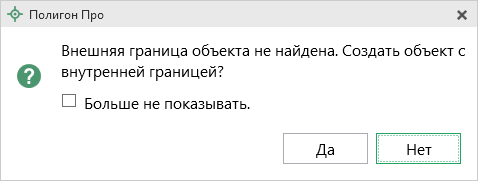 Полигон Про
Внешняя граница объекта не найдена. Создать объект с
внутренней границей?
Больше не показывать.
Да
Нет